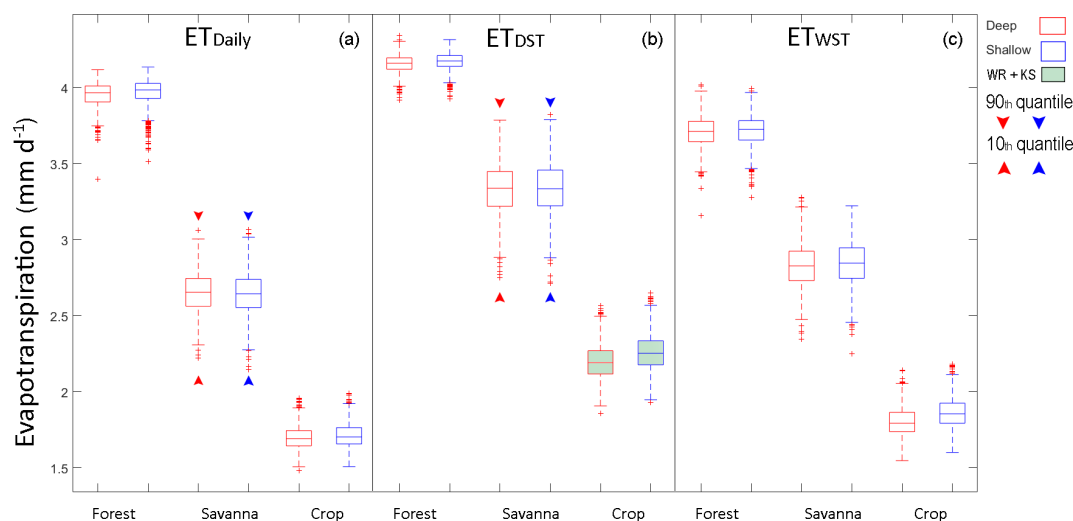 ETDaily (a)
ETDST (b)
ETWST (c)
Deep
Shallow
WR + KS
90th quantile
10th quantile
Evapotranspiration (mm d-1)
4
3.5
3
2.5
2
1.5
Forest Savanna Crop
Forest Savanna Crop
Forest Savanna Crop